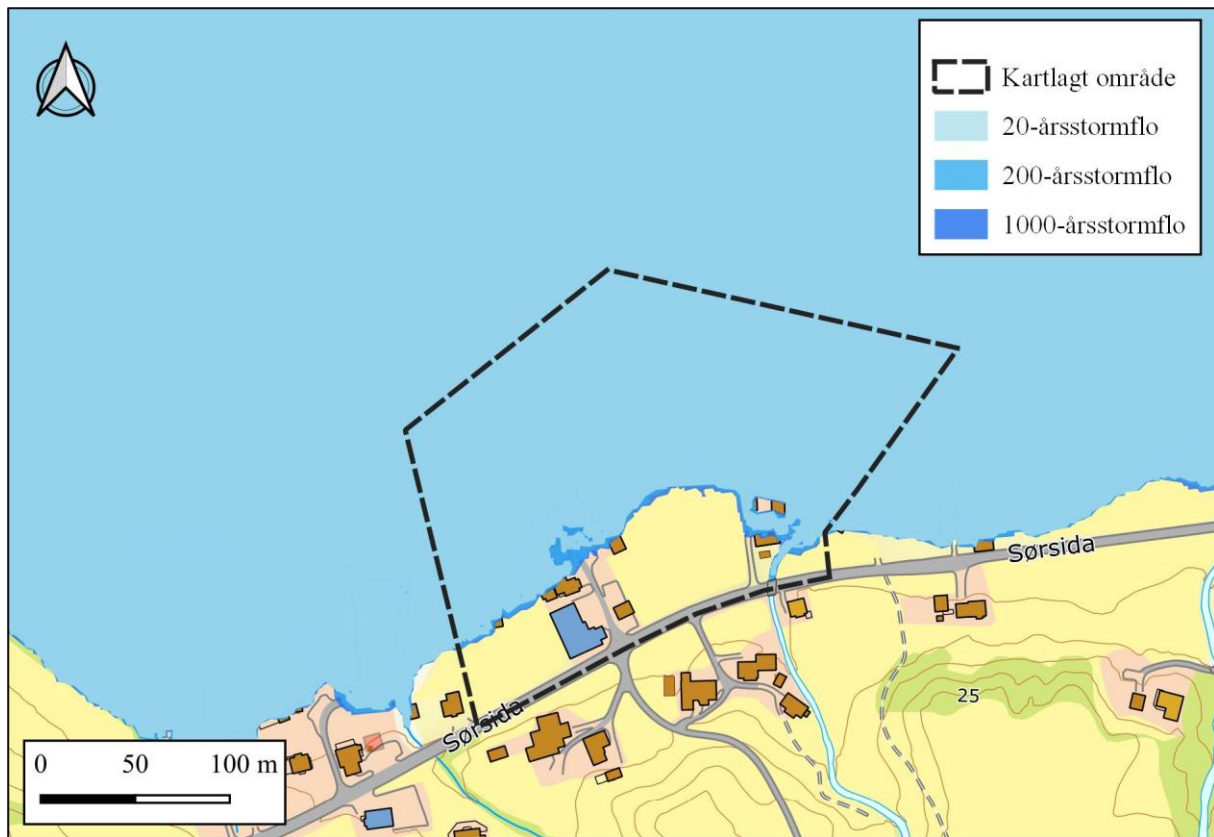 Kartlagt område
20-årsstormflo
200-årsstormflo
1000-årsstormflo
Sørsida
25
Sørsida
0 50 100 m